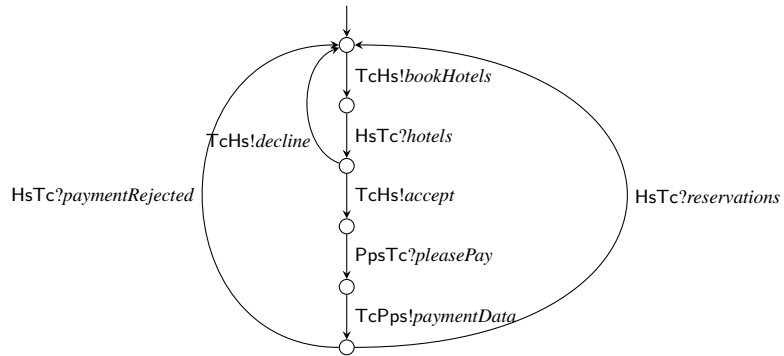 TcHs!bookHotels
HsTc?hotels
TcHs!decline
TcHs!accept
HsTc?paymentRejected
HsTc?reservations
PpsTc?pleasePay
TcPps!paymentData